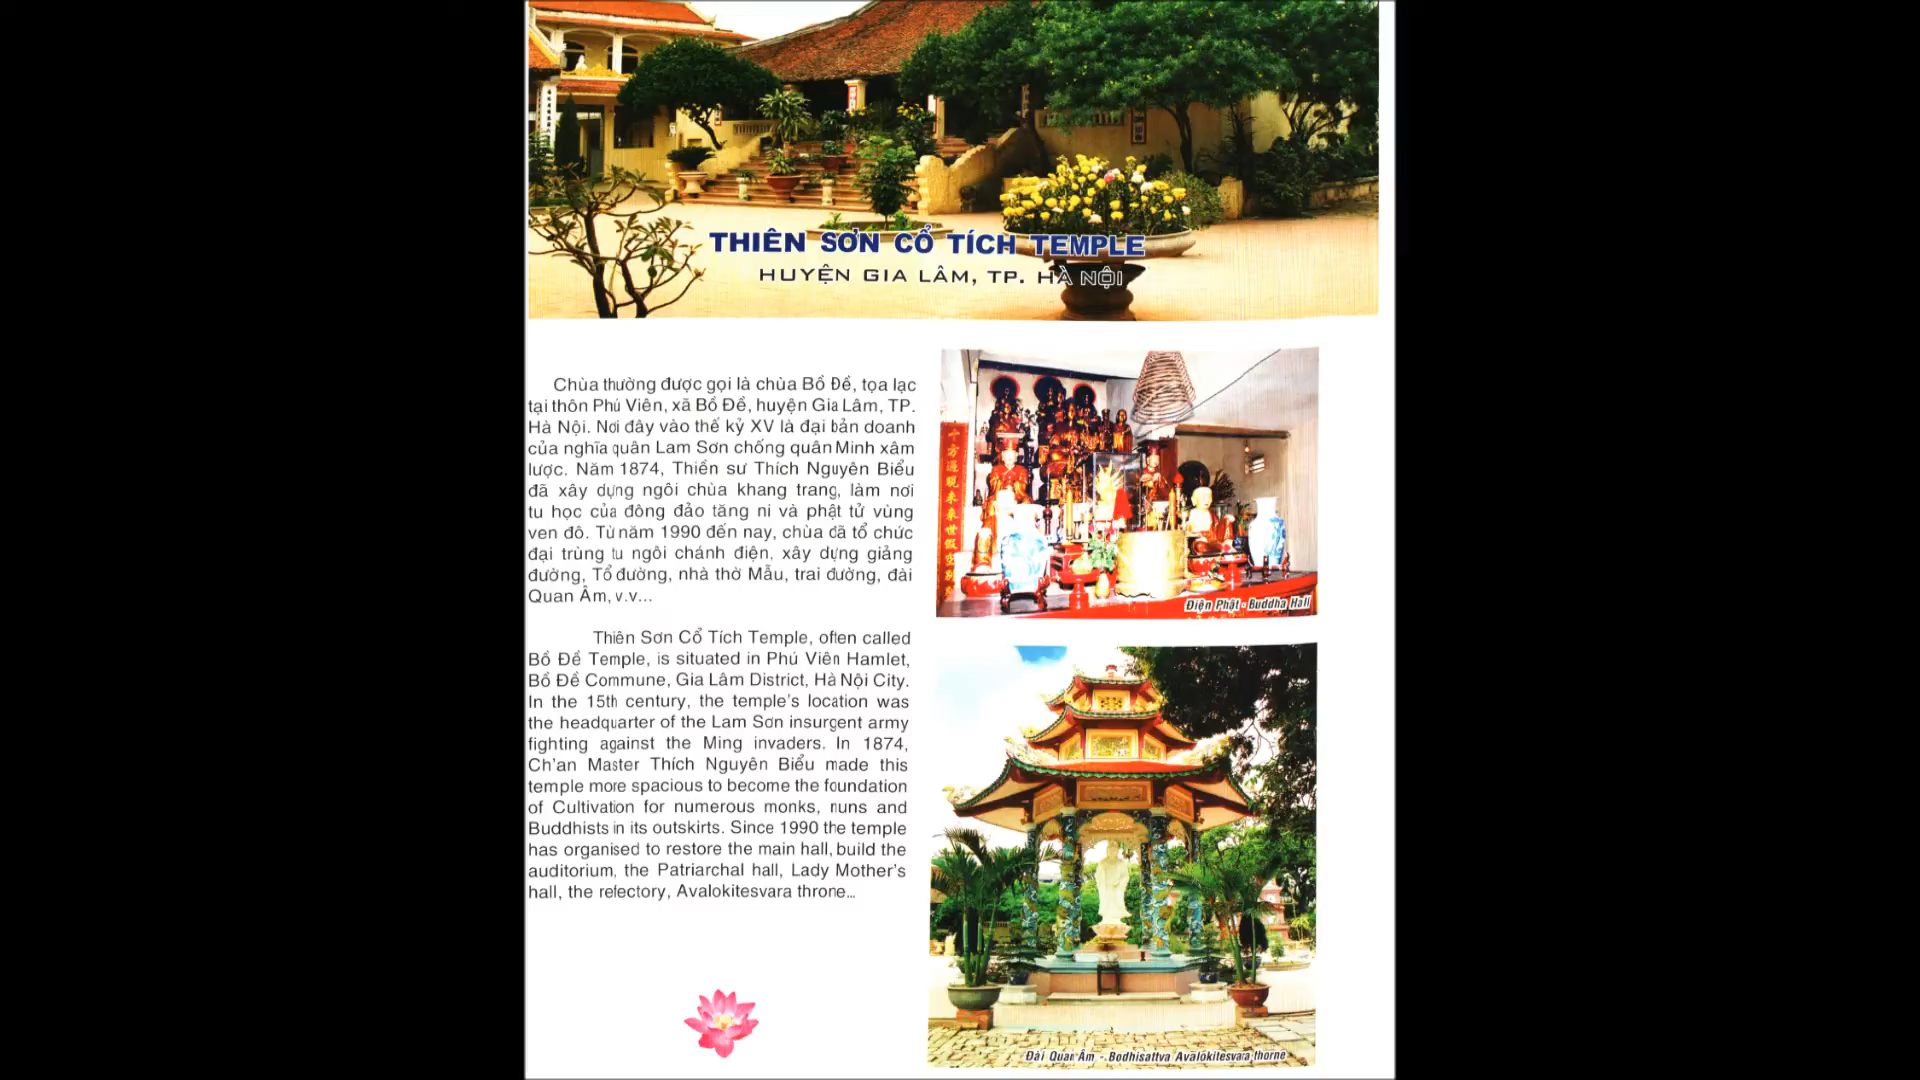 THIÊN SƠN CỔ TÍCH TEMPLE
HUYỆN GIA LÂM, TP. HÀ NỘI
Chùa thường được gọi là chùa Bồ Đề, tọa lạc
tại thôn Phú Viên, xã Bồ Đề, huyện Gia Lâm, TP.
Hà Nội. Nơi đây vào thế kỷ XV là đại bản doanh
của nghĩa quân Lam Sơn chống quân Minh xâm
lược. Năm 1874, Thiền sư Thích Nguyên Biểu
đã xây dựng ngôi chùa khang trang, làm nơi
tu học của đông đảo tăng ni và phật tử vùng
ven đô. Từ năm 1990 đến nay, chùa đã tổ chức
đại trùng tu ngôi chánh điện, xây dựng giảng
đường, Tổ đường, nhà thờ Mẫu, trai đường, đài
Quan Âm, v.v...
Thiên Sơn Cổ Tích Temple, often called
Bồ Đề Temple, is situated in Phú Viên Hamlet,
Bồ Đề Commune, Gia Lâm District, Hà Nội City.
In the 15th century, the temple's location was
the headquarter of the Lam Sơn insurgent army
fighting against the Ming invaders. In 1874,
Ch'an Master Thích Nguyên Biểu made this
temple more spacious to become the foundation
of Cultivation for numerous monks, nuns and
Buddhists in its outskirts. Since 1990 the temple
has organised to restore the main hall, build the
auditorium, the Patriarchal hall, Lady Mother's
hall, the refectory, Avalokitesvara throne...
十方過現未來世
Điện Phật - Buddha Hall
Đài Quan Âm - Bodhisattva Avalokitesvara thorne